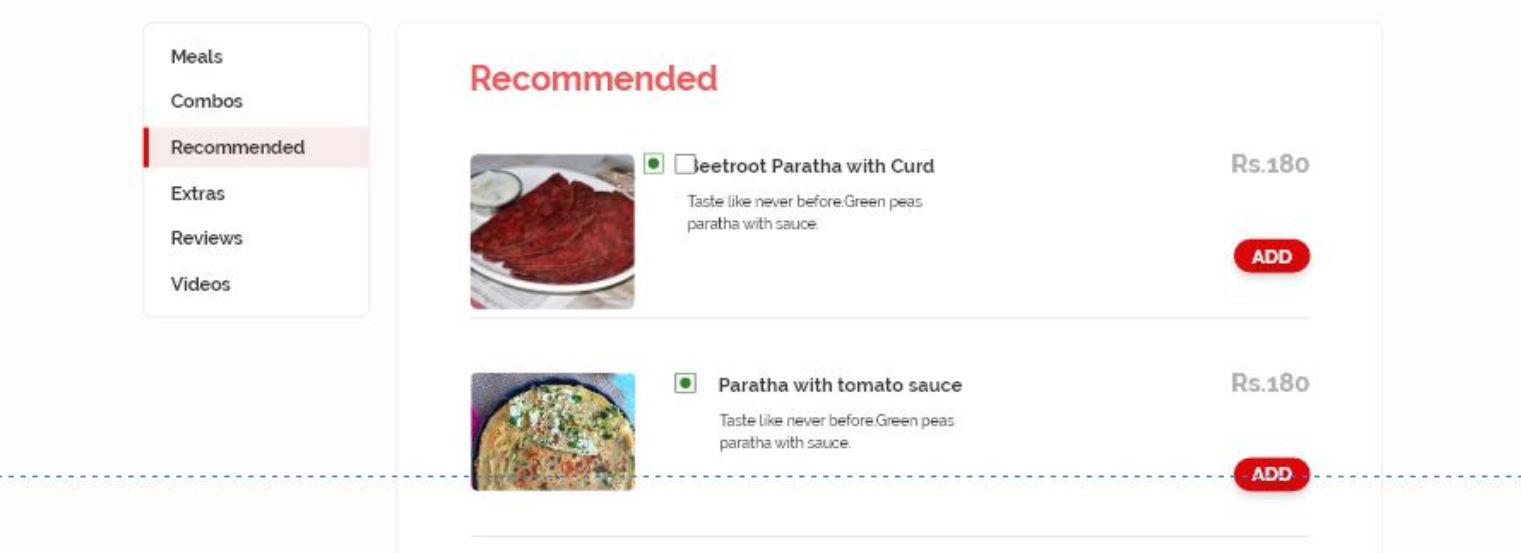 Meals
Combos
Recommended
Extras
Reviews
Videos
Recommended
Beetroot Paratha with Curd
Rs.180
Taste like never before.Green peas
paratha with sauce.
ADD
Paratha with tomato sauce
Rs.180
Taste like never before.Green peas
paratha with sauce.
ADD